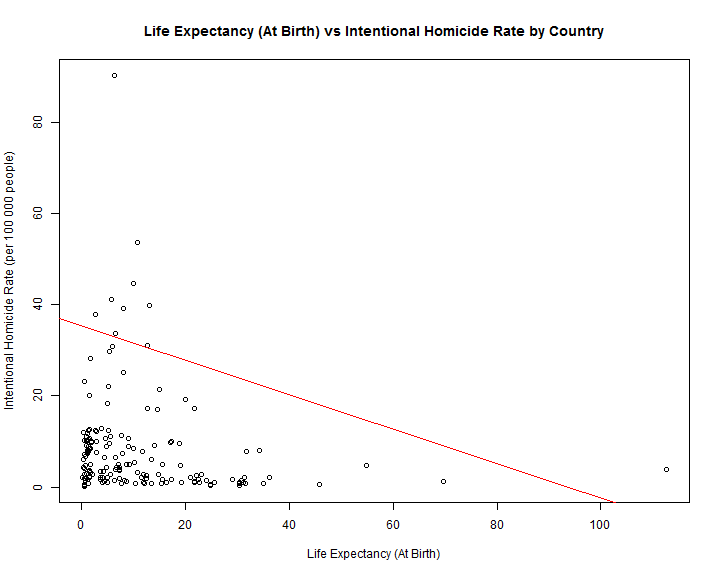 Life Expectancy (At Birth) vs Intentional Homicide Rate by Country
Intentional Homicide Rate (per 100 000 people)
80
60
40
20
0
0 20 40 60 80 100
Life Expectancy (At Birth)